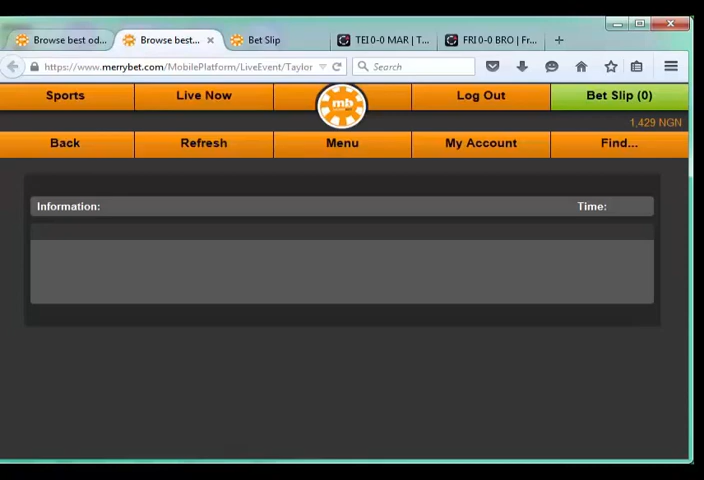 Browse best od...
Browse best...
Bet Slip
TEI 0-0 MAR | T...
FRI 0-0 BRO | Fr...
https://www.merrybet.com/MobilePlatform/LiveEvent/Taylor
Search
Sports
Live Now
mb
Log Out
Bet Slip (0)
1,429 NGN
Back
Refresh
Menu
My Account
Find...
Information:
Time: